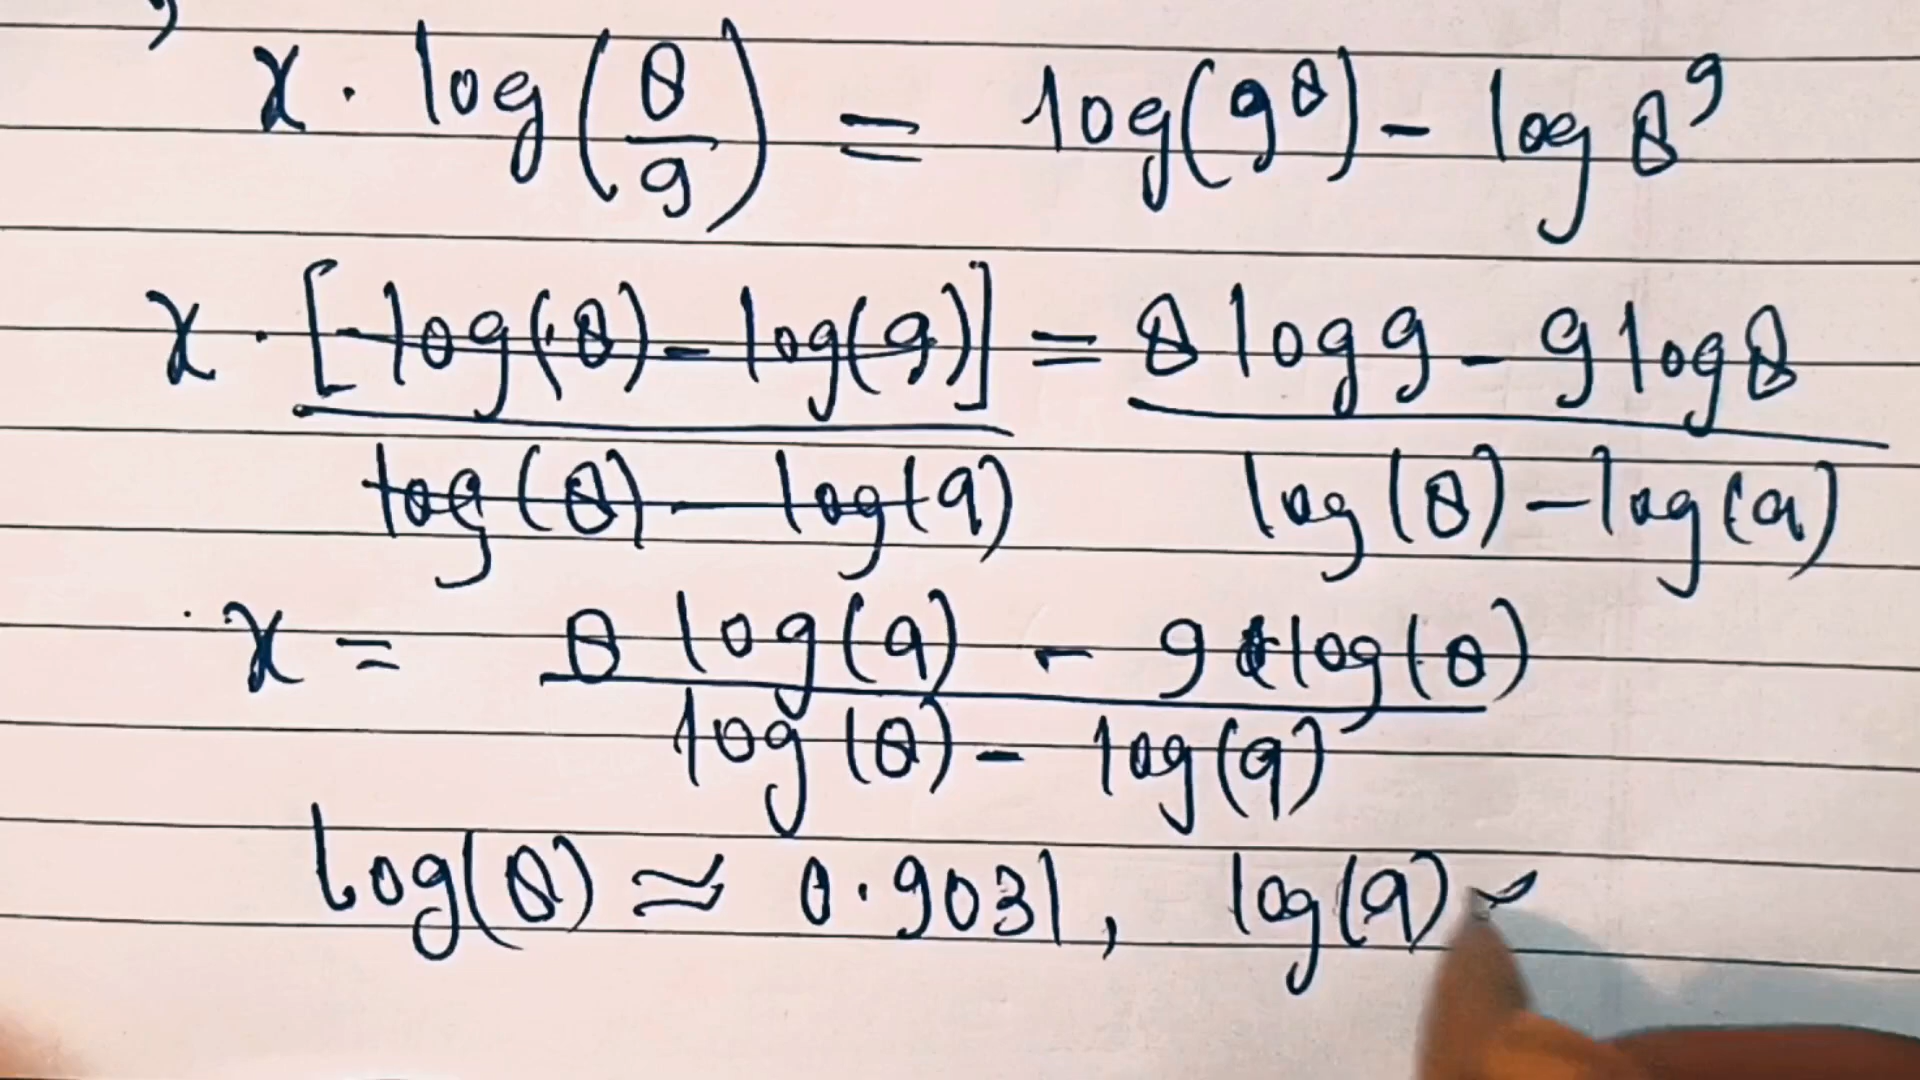 x · log(8/9) = log(9^8) - log 8^9
x · [log(8) - log(9)] / log(8) - log(9) = 8 log 9 - 9 log 8 / log(8) - log(9)
x = 8 log(9) - 9 log(8) / log(8) - log(9)
log(8) ≈ 0.9031, log(9)